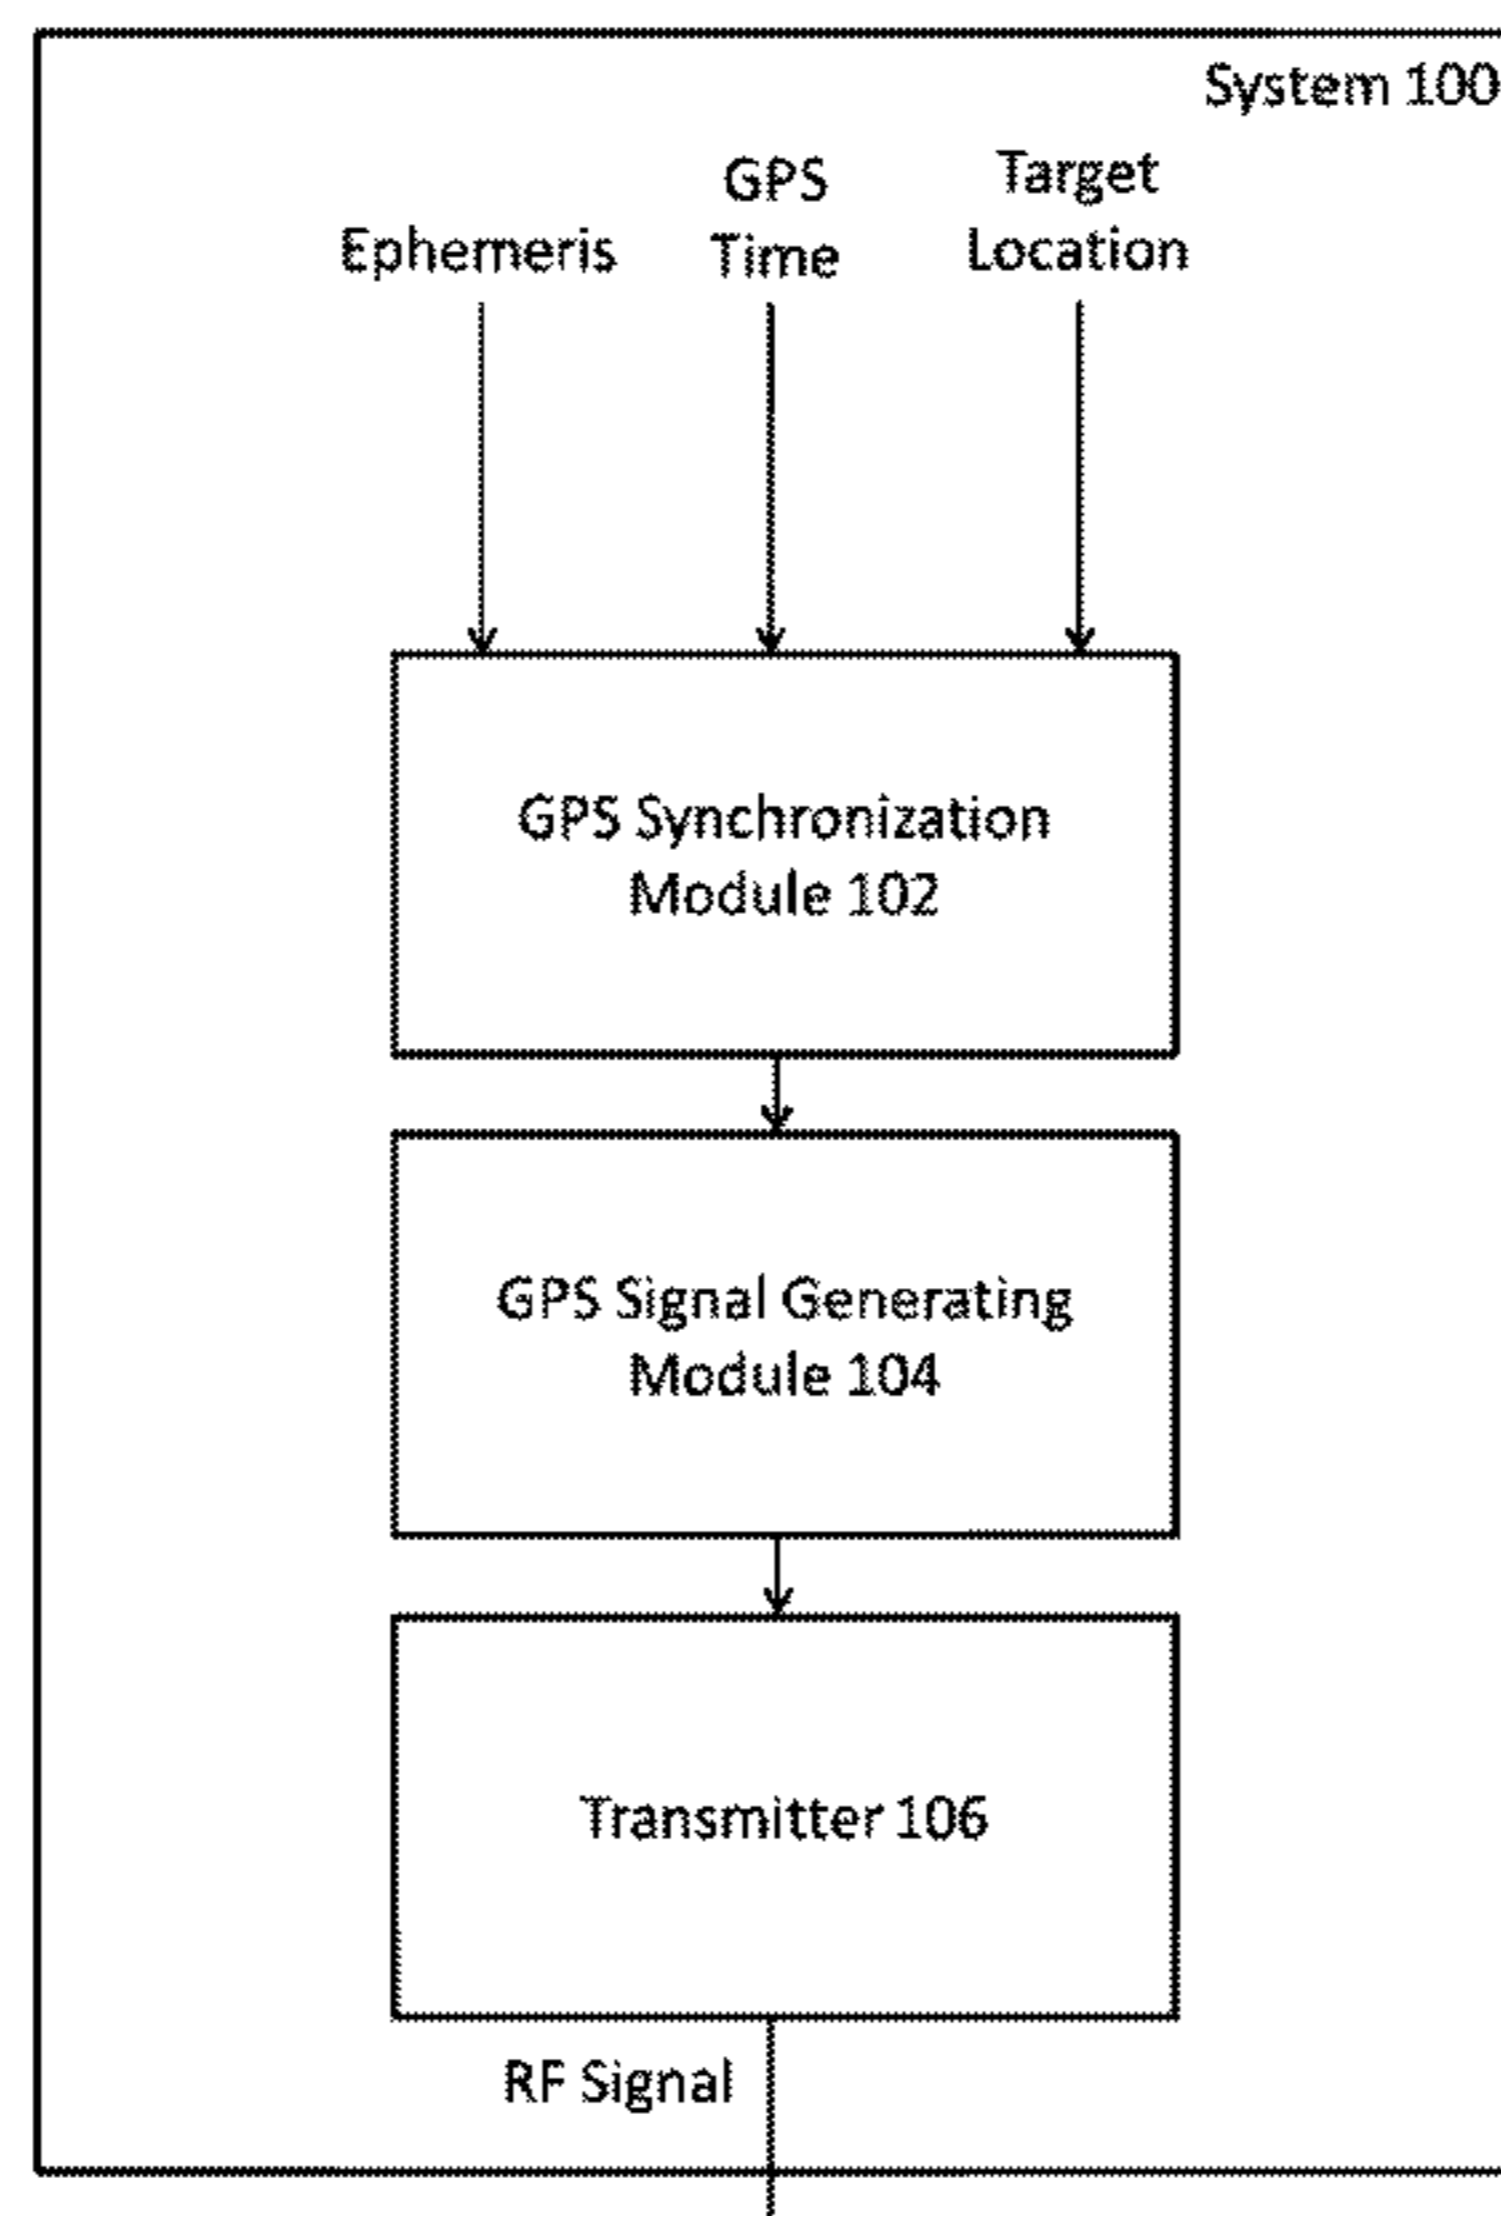 System 100
Ephemeris
GPS
Time
Target
Location
GPS Synchronization
Module 102
GPS Signal Generating
Module 104
Transmitter 106
RF Signal